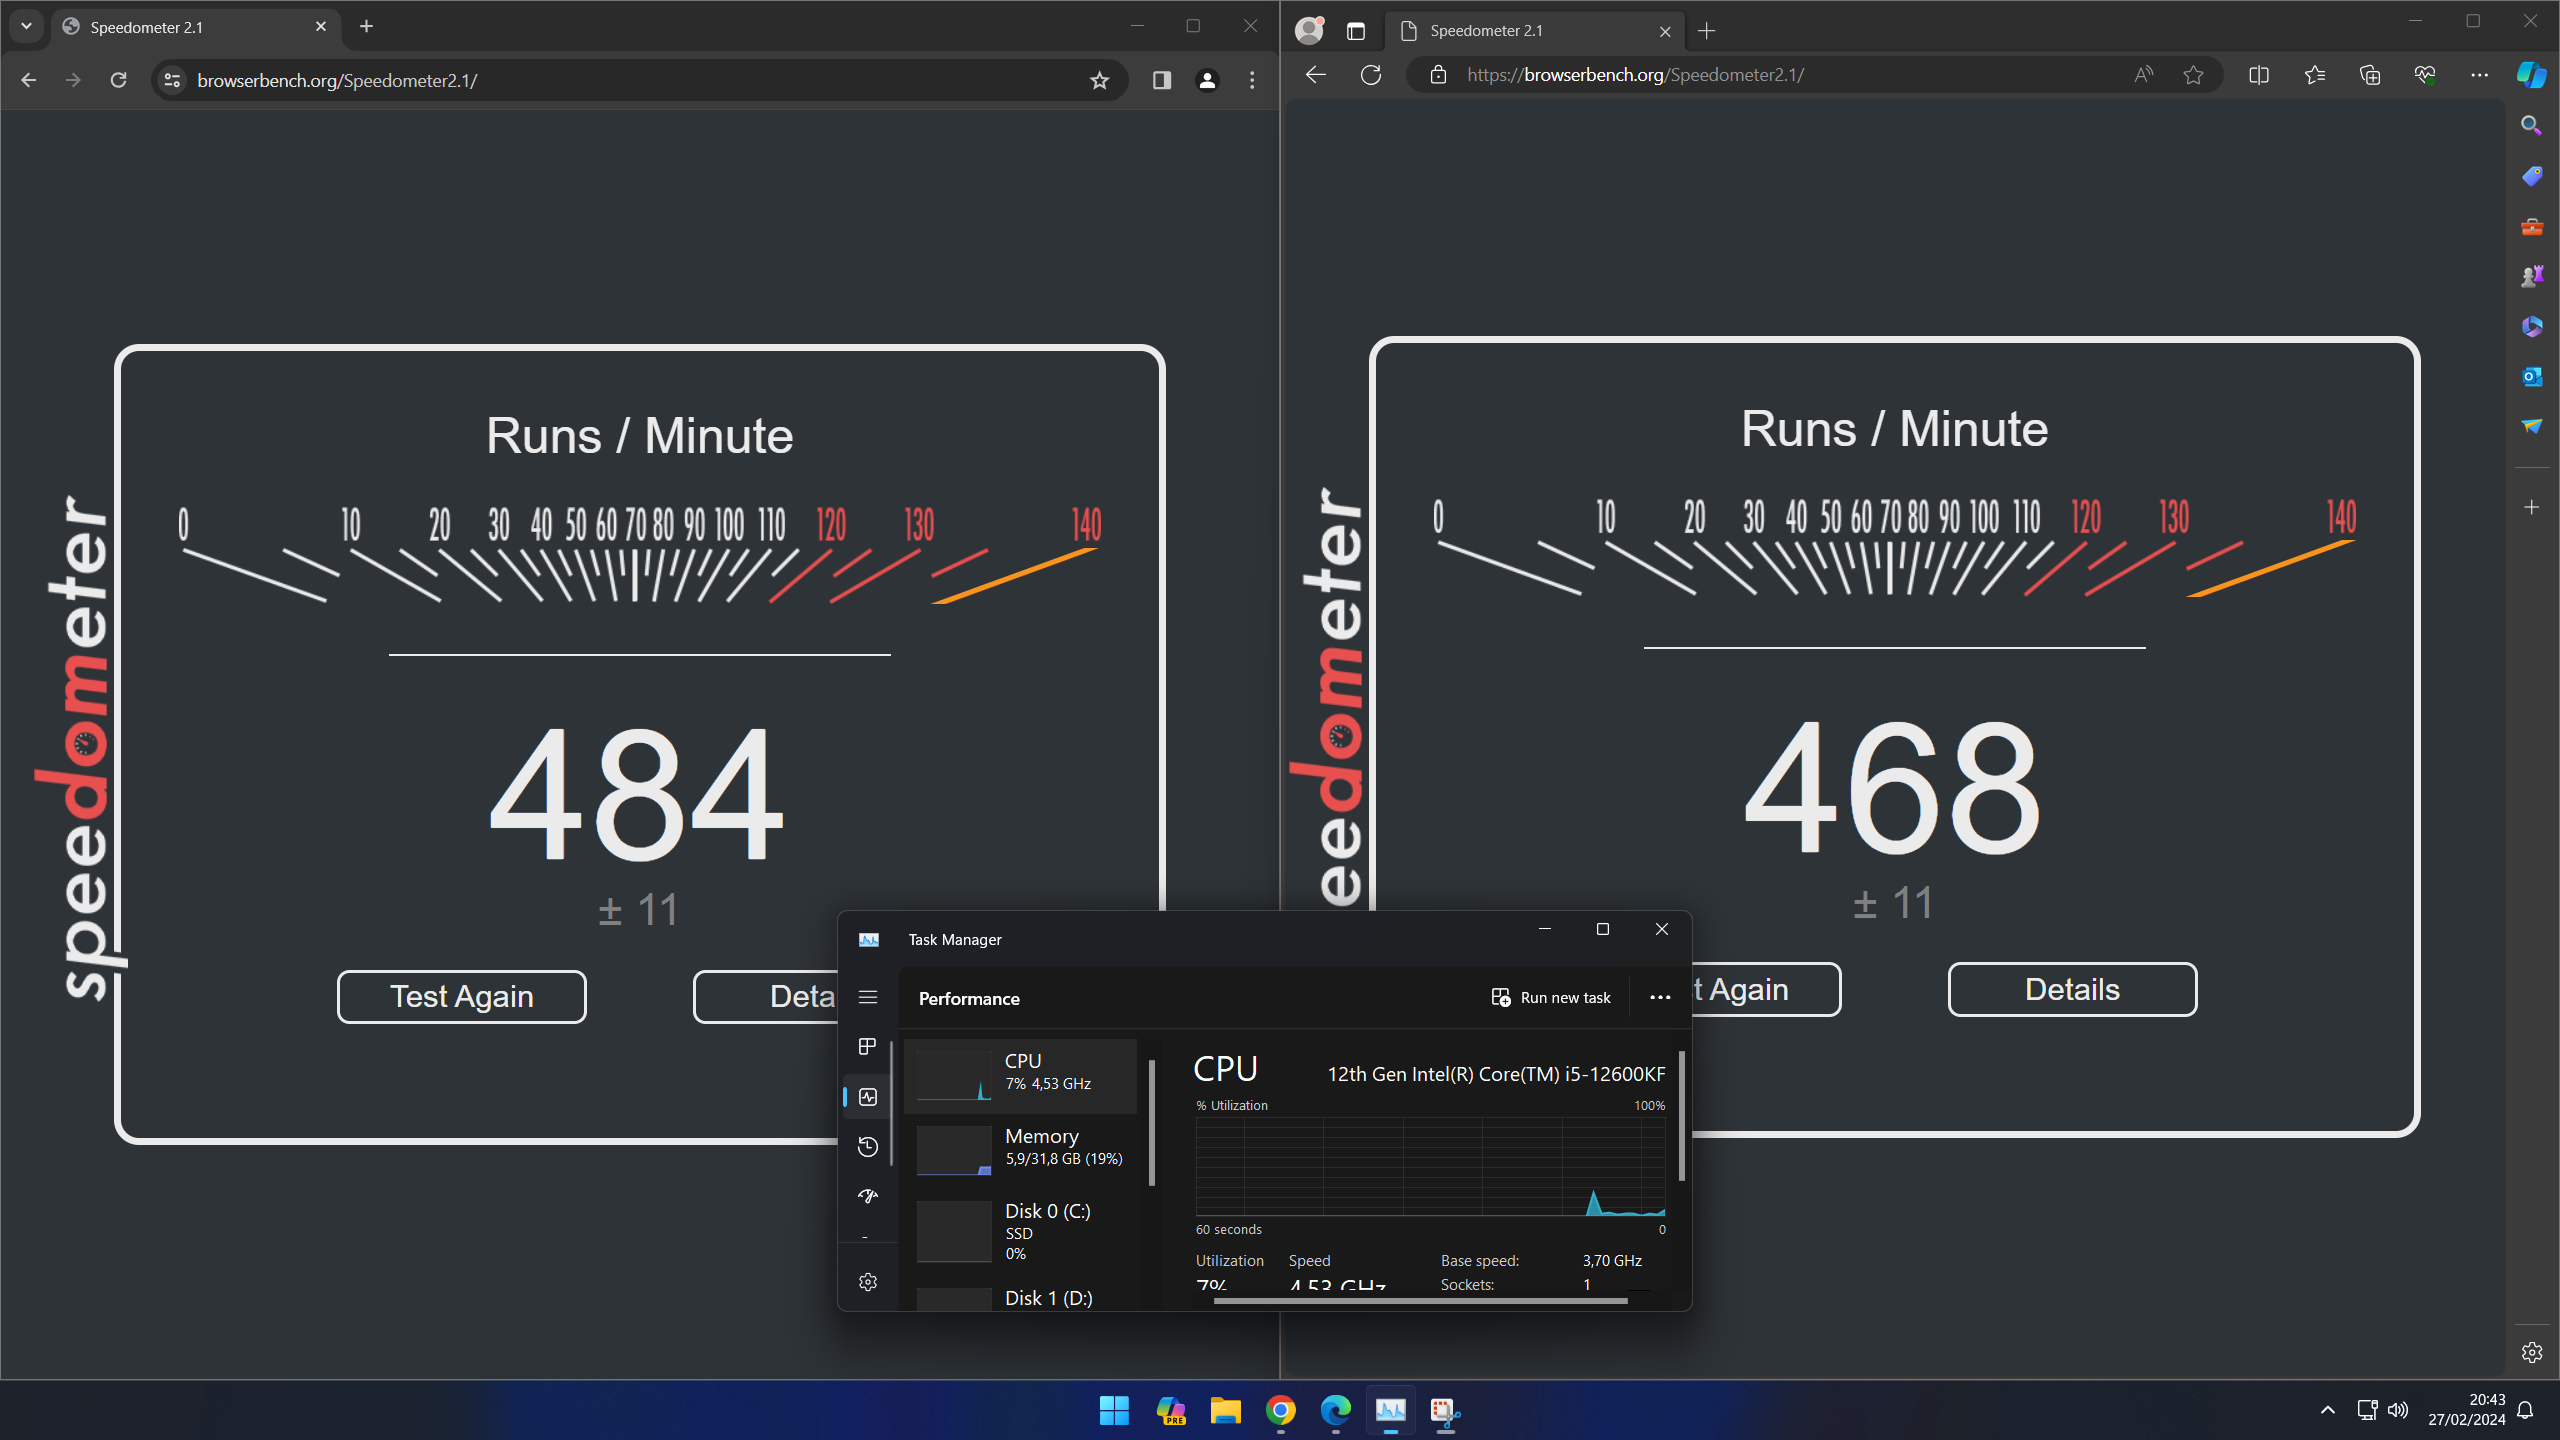 Speedometer 2.1
browserbench.org/Speedometer2.1/
Runs / Minute
0 10 20 30 40 50 60 70 80 90 100 110 120 130 140
speedometer
484
± 11
Test Again
Deta
Speedometer 2.1
https://browserbench.org/Speedometer2.1/
Runs / Minute
0 10 20 30 40 50 60 70 80 90 100 110 120 130 140
eedometer
468
± 11
t Again
Details
Task Manager
Performance
Run new task
CPU
7% 4,53 GHz
Memory
5,9/31,8 GB (19%)
Disk 0 (C:)
SSD
0%
Disk 1 (D:)
CPU
12th Gen Intel(R) Core(TM) i5-12600KF
% Utilization
100%
60 seconds
0
Utilization
Speed
Base speed:
3,70 GHz
7%
4,53 GHz
Sockets:
1
PRE
20:43
27/02/2024